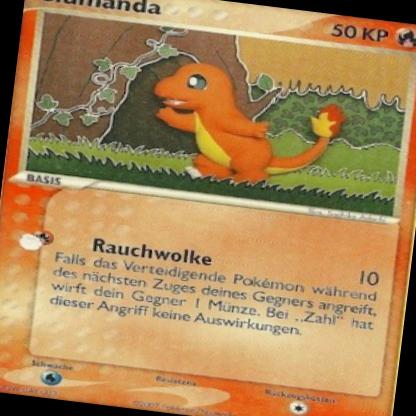 Glumanda
50 KP
BASIS
Rauchwolke
10
Falls das Verteidigende Pokémon während
des nächsten Zuges deines Gegners angreift,
wirft dein Gegner 1 Münze. Bei „Zahl“ hat
dieser Angriff keine Auswirkungen.
Schwäche
Resistenz
Rückzugskosten